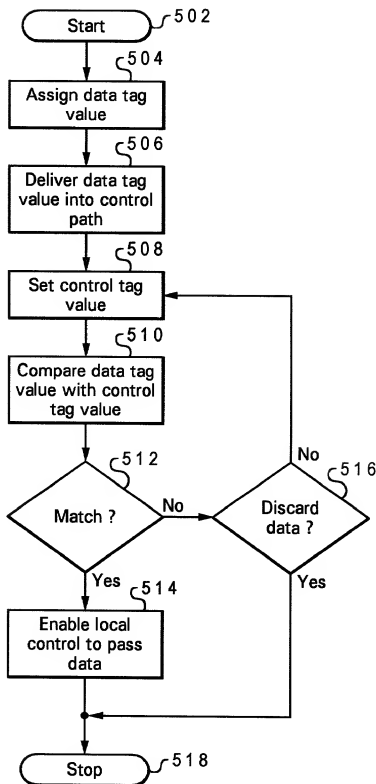 Start
502
504
Assign data tag
value
506
Deliver data tag
value into control
path
508
Set control tag
value
510
Compare data tag
value with control
tag value
512
Match ?
No
Yes
No
516
Discard
data ?
Yes
514
Enable local
control to pass
data
Stop
518